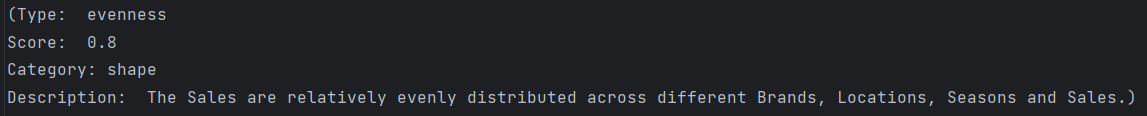 (Type:  evenness
Score:  0.8
Category: shape
Description:  The Sales are relatively evenly distributed across different Brands, Locations, Seasons and Sales.)